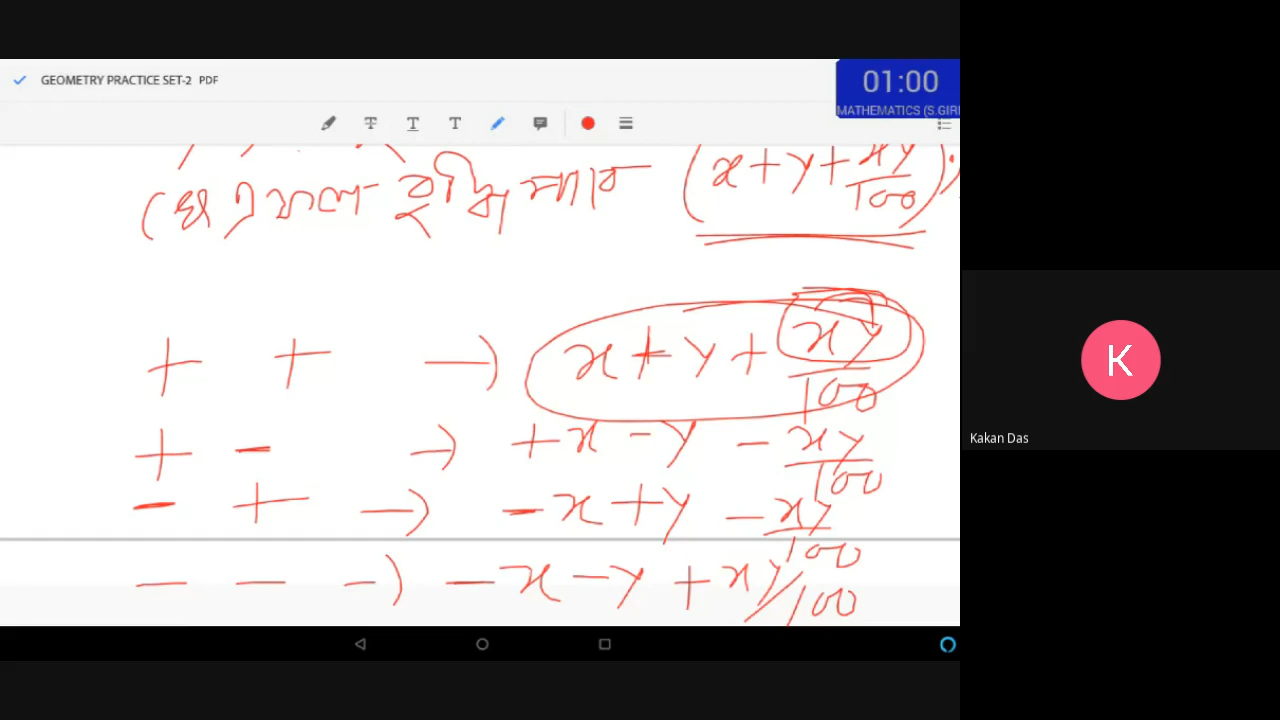 GEOMETRY PRACTICE SET-2 PDF
01:00
MATHEMATICS (S.GIRI
ক্ষেত্রফল বৃদ্ধি পাবে (x+y+xy/100)%
+ + → x+y+xy/100
+ - → +x-y-xy/100
- + → -x+y-xy/100
- - → -x-y+xy/100
K
Kakan Das